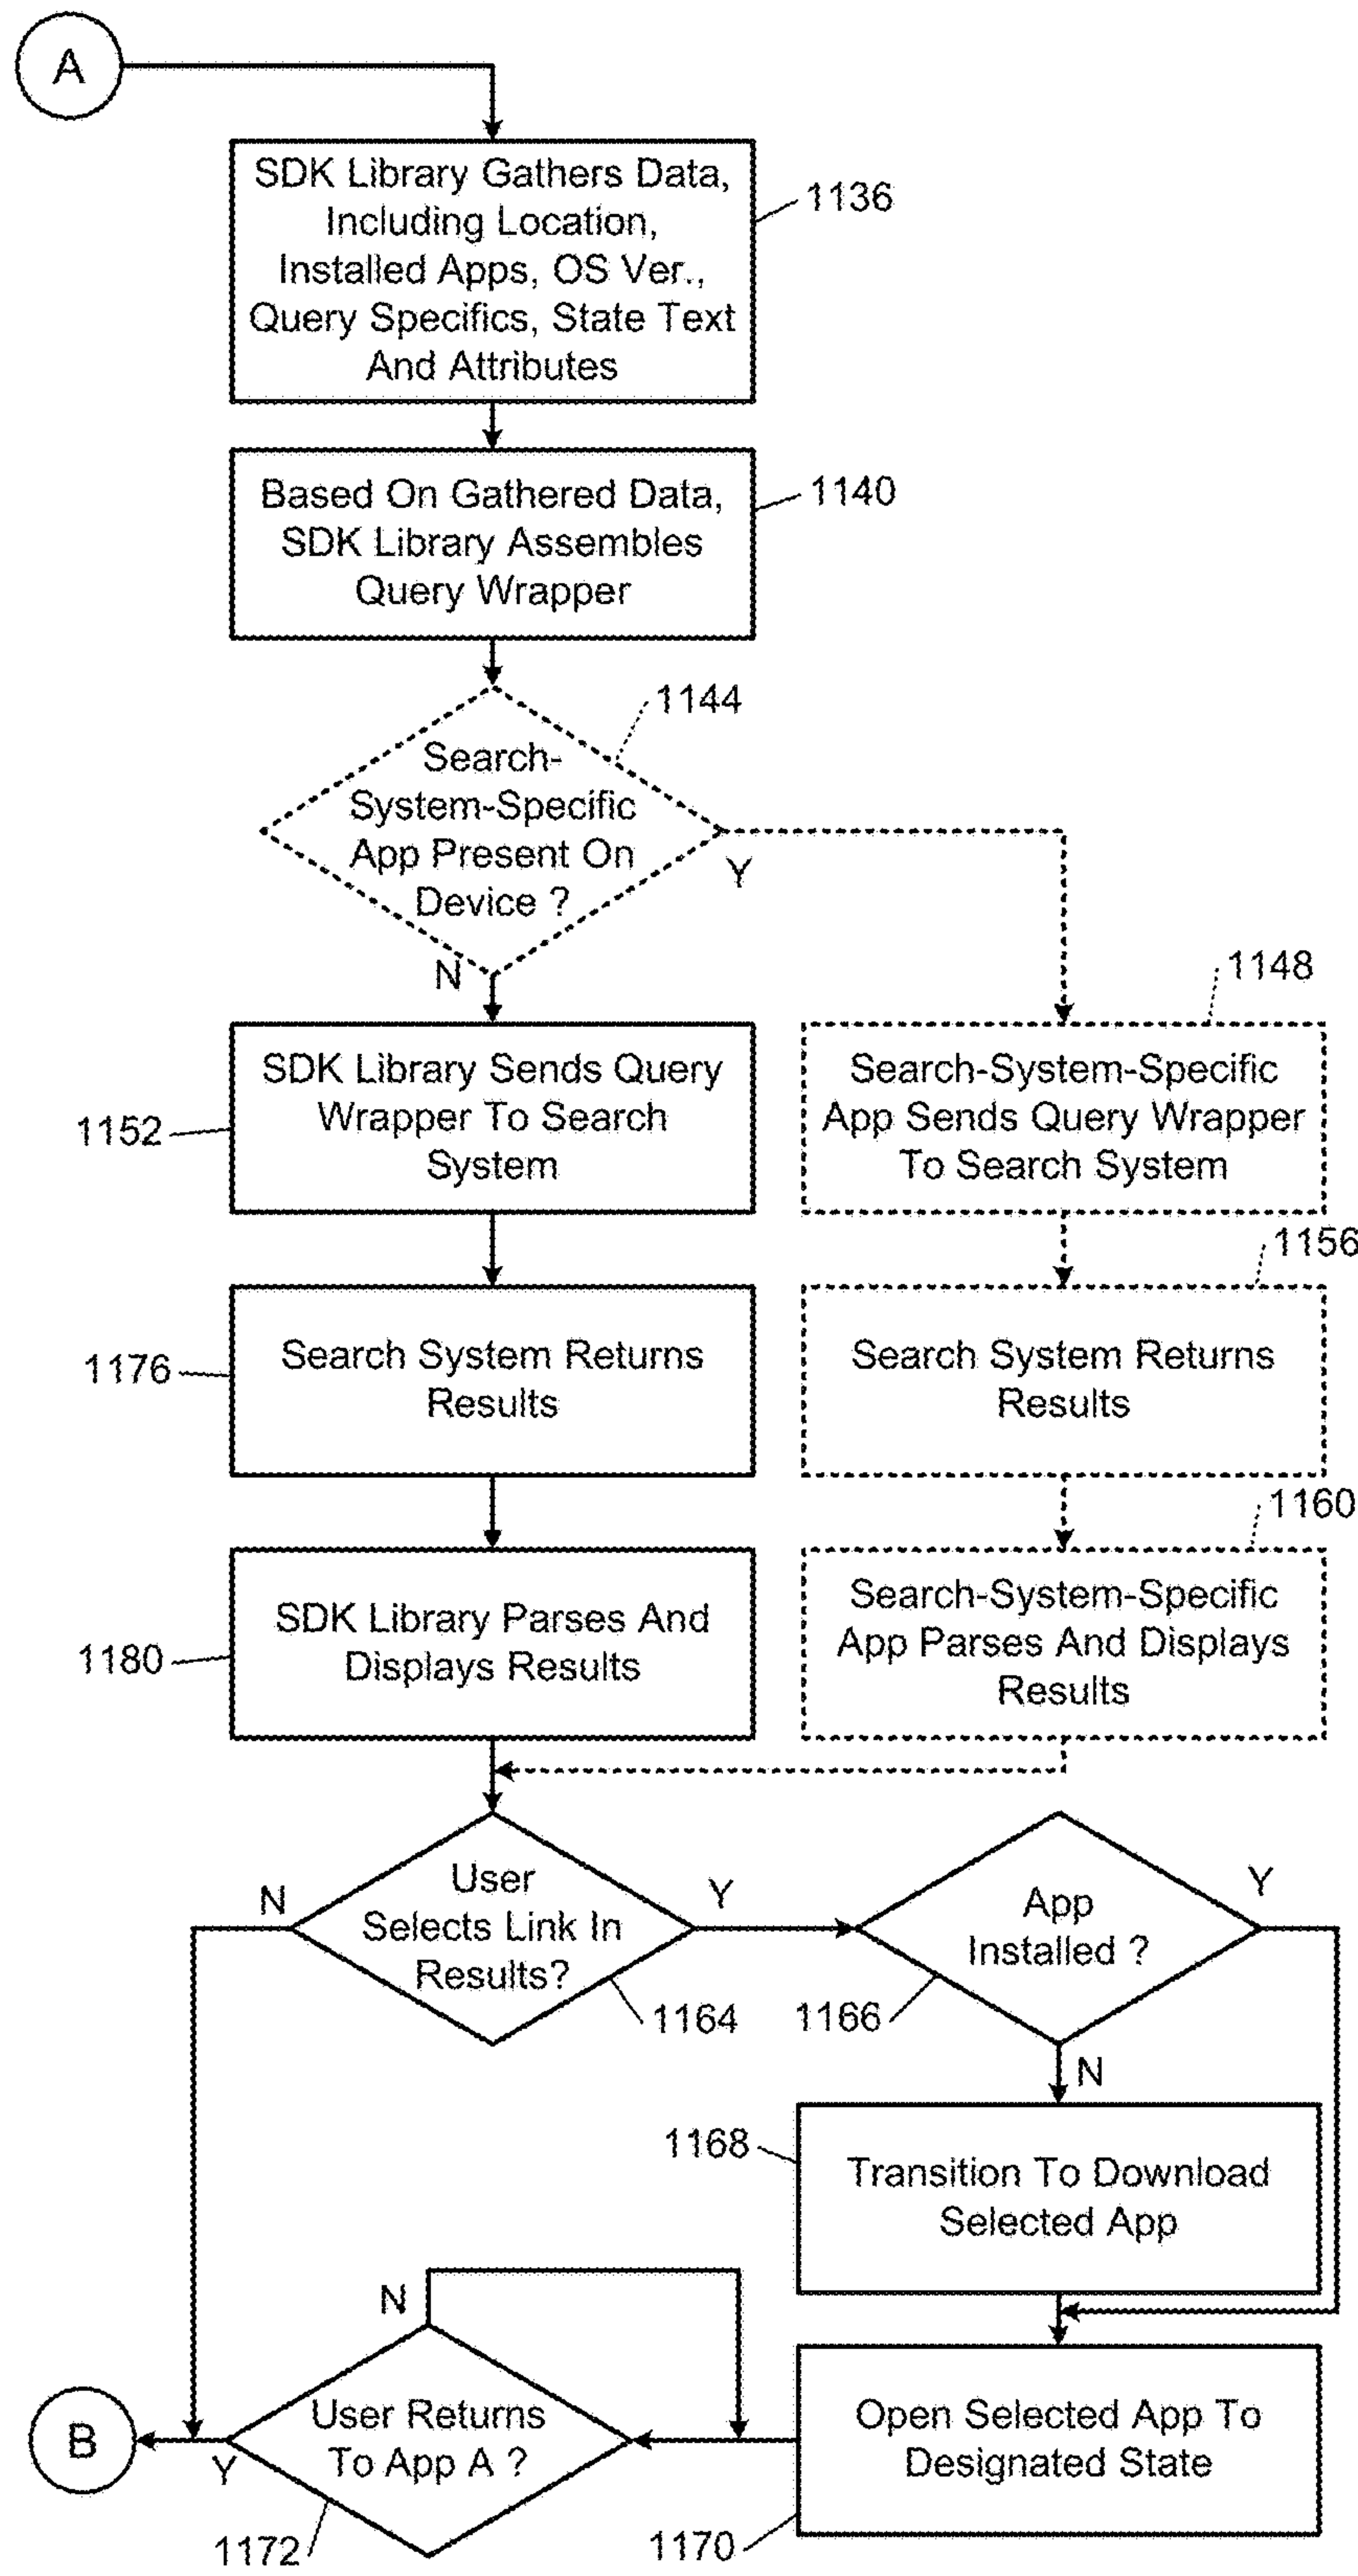 A
SDK Library Gathers Data,
Including Location,
Installed Apps, OS Ver.,
Query Specifics, State Text
And Attributes
1136
Based On Gathered Data,
SDK Library Assembles
Query Wrapper
1140
1144
Search-
System-Specific
App Present On
Device ?
Y
N
1148
SDK Library Sends Query
Wrapper To Search
System
1152
Search-System-Specific
App Sends Query Wrapper
To Search System
1156
Search System Returns
Results
1176
Search System Returns
Results
1160
SDK Library Parses And
Displays Results
1180
Search-System-Specific
App Parses And Displays
Results
N
User
Selects Link In
Results?
Y
1164
App
Installed ?
Y
1166
N
1168
Transition To Download
Selected App
N
B
Y
User Returns
To App A ?
1172
Open Selected App To
Designated State
1170